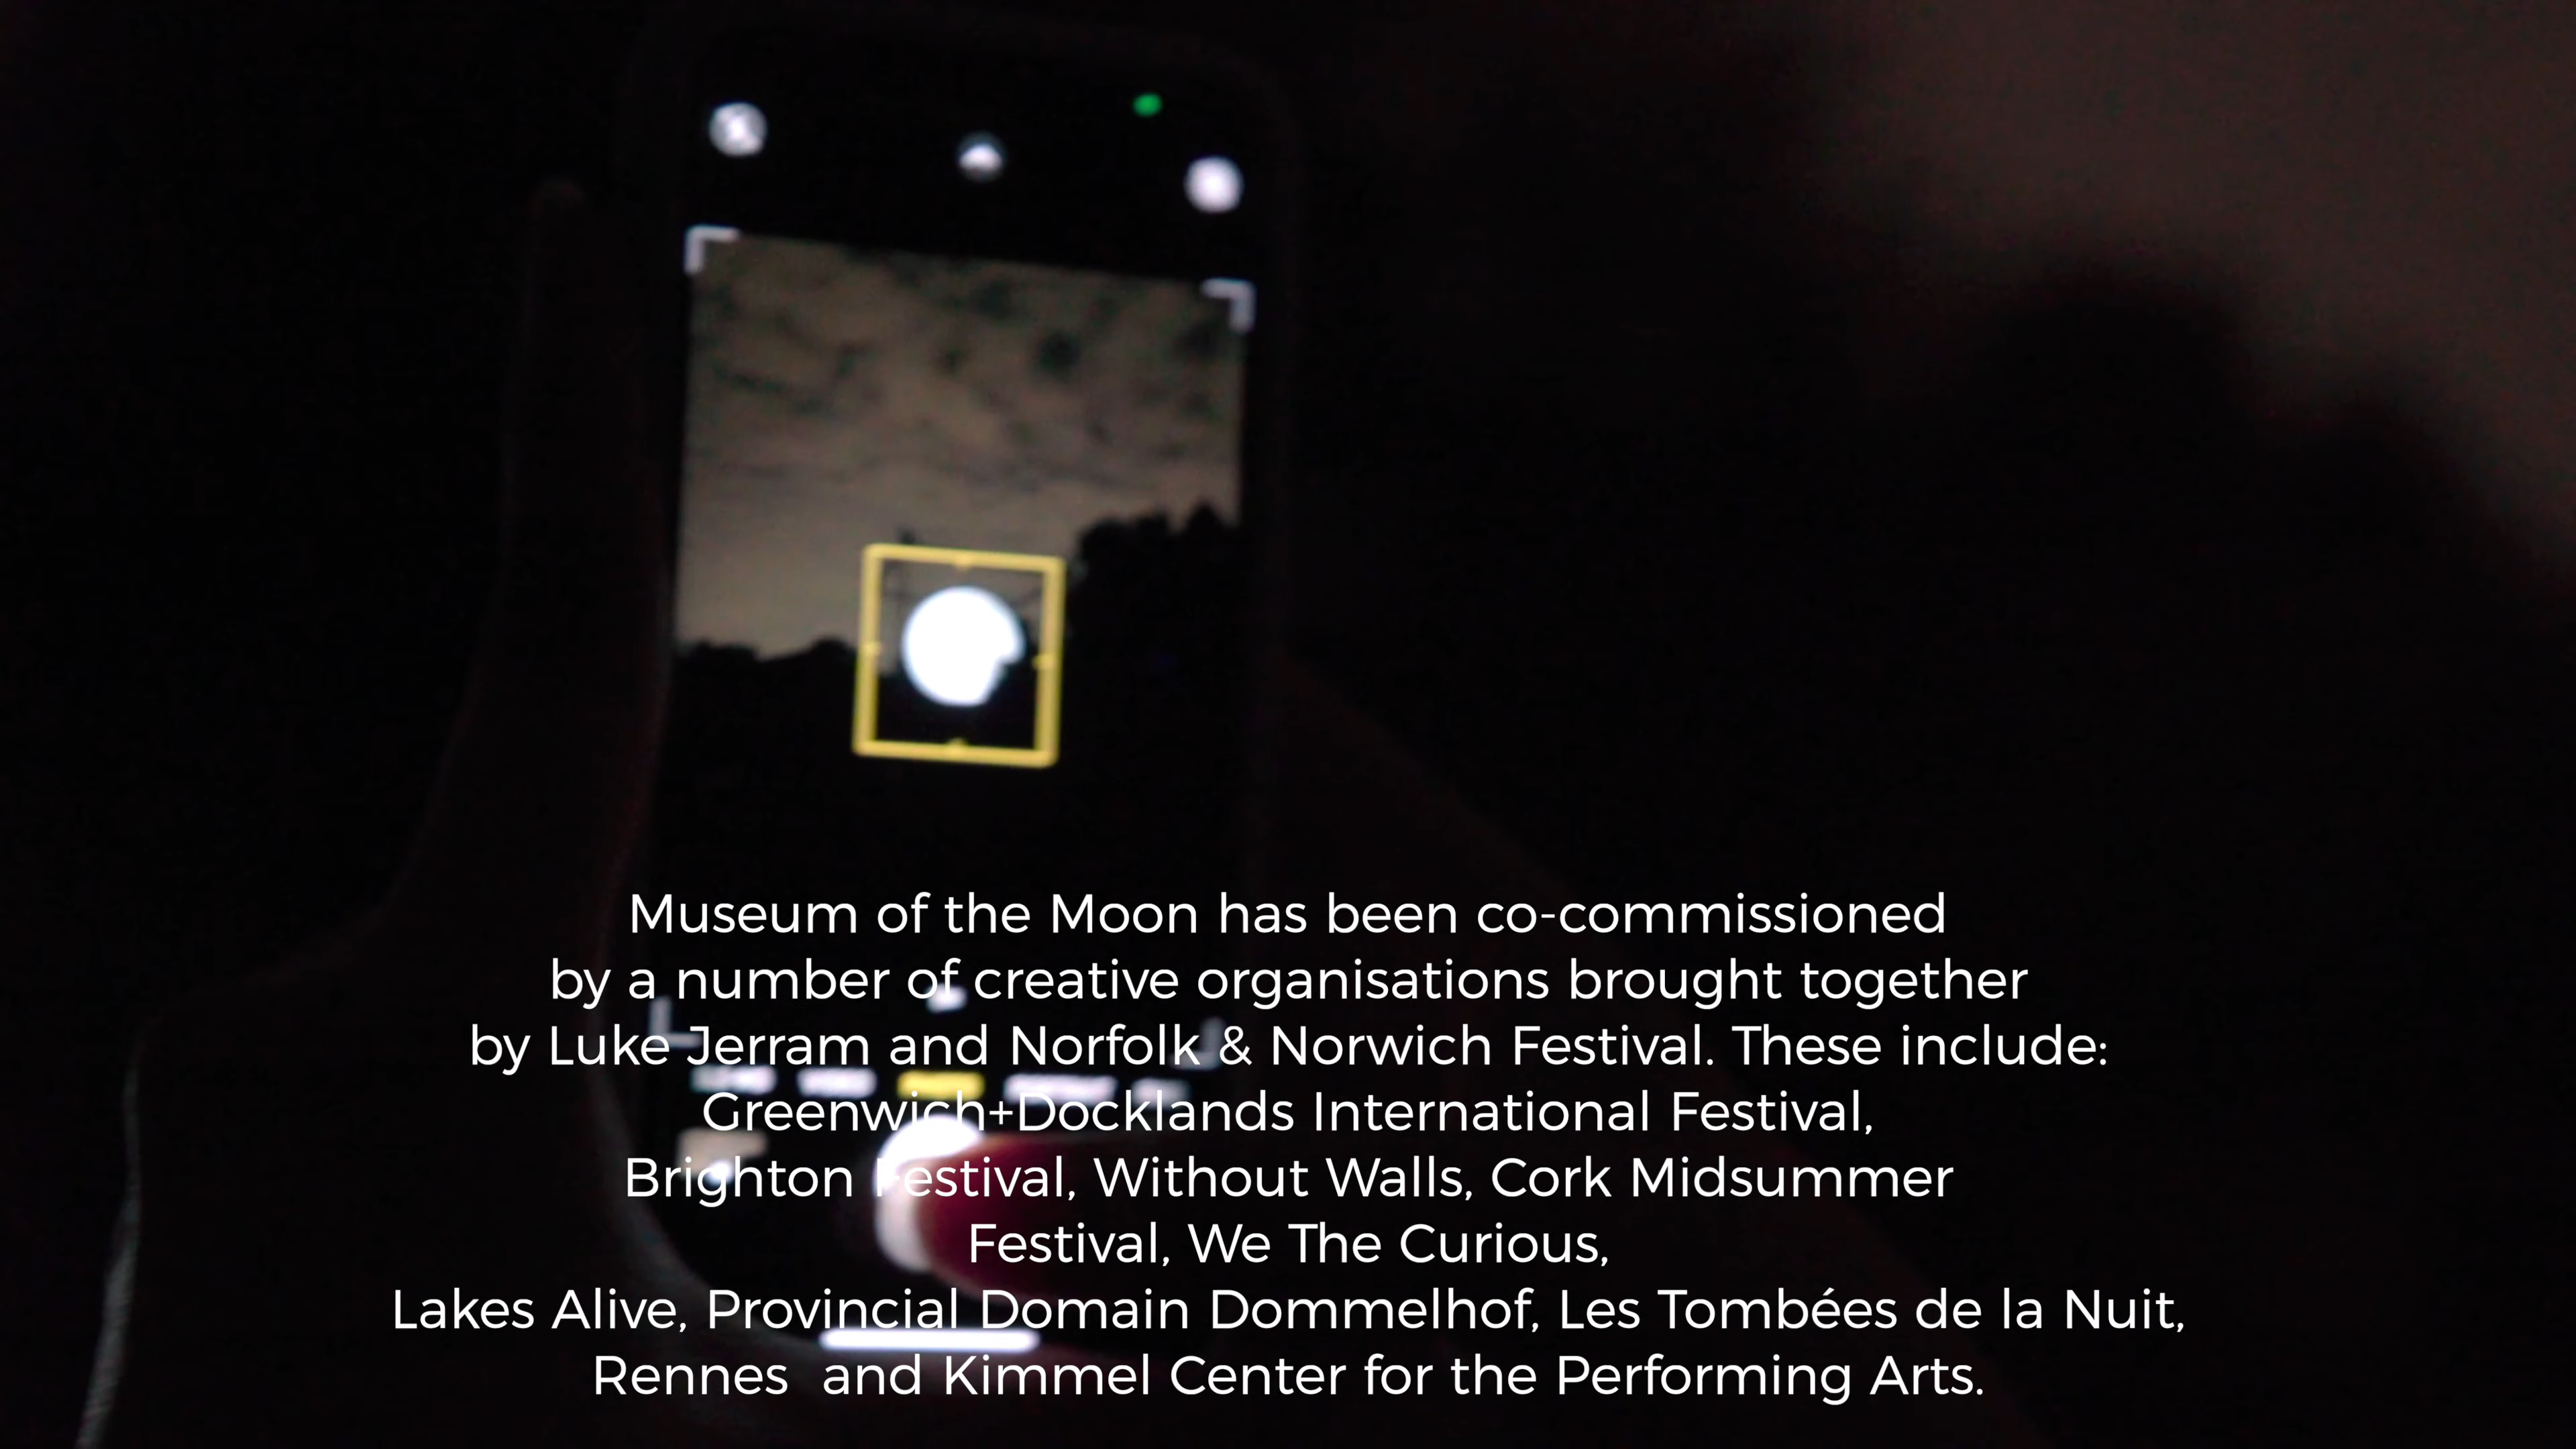 Museum of the Moon has been co-commissioned
by a number of creative organisations brought together
by Luke Jerram and Norfolk & Norwich Festival. These include:
Greenwich+Docklands International Festival,
Brighton Festival, Without Walls, Cork Midsummer
Festival, We The Curious,
Lakes Alive, Provincial Domain Dommelhof, Les Tombées de la Nuit,
Rennes  and Kimmel Center for the Performing Arts.